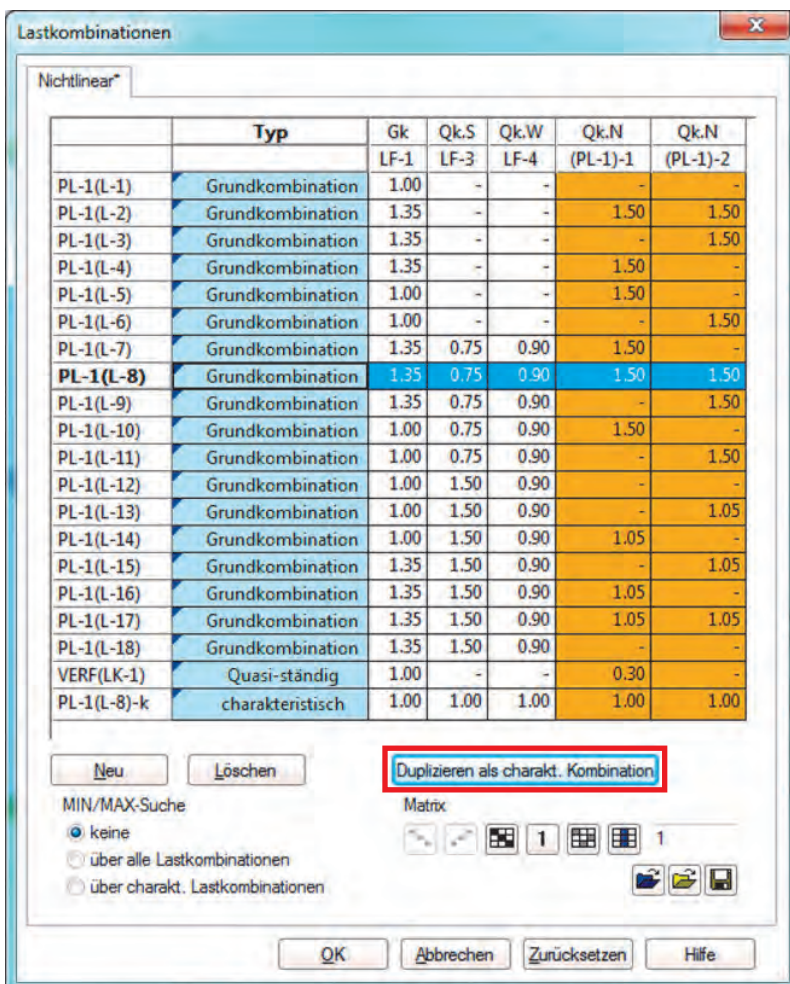 Lastkombinationen
Nichtlinear*
Typ Gk Qk.S Qk.W Qk.N Qk.N
LF-1 LF-3 LF-4 (PL-1)-1 (PL-1)-2
PL-1(L-1) Grundkombination 1.00 - - - -
PL-1(L-2) Grundkombination 1.35 - - 1.50 1.50
PL-1(L-3) Grundkombination 1.35 - - - 1.50
PL-1(L-4) Grundkombination 1.35 - - 1.50 -
PL-1(L-5) Grundkombination 1.00 - - 1.50 -
PL-1(L-6) Grundkombination 1.00 - - - 1.50
PL-1(L-7) Grundkombination 1.35 0.75 0.90 1.50 -
PL-1(L-8) Grundkombination 1.35 0.75 0.90 1.50 1.50
PL-1(L-9) Grundkombination 1.35 0.75 0.90 - 1.50
PL-1(L-10) Grundkombination 1.00 0.75 0.90 1.50 -
PL-1(L-11) Grundkombination 1.00 0.75 0.90 - 1.50
PL-1(L-12) Grundkombination 1.00 1.50 0.90 - -
PL-1(L-13) Grundkombination 1.00 1.50 0.90 - 1.05
PL-1(L-14) Grundkombination 1.00 1.50 0.90 1.05 -
PL-1(L-15) Grundkombination 1.35 1.50 0.90 - 1.05
PL-1(L-16) Grundkombination 1.35 1.50 0.90 1.05 -
PL-1(L-17) Grundkombination 1.35 1.50 0.90 1.05 1.05
PL-1(L-18) Grundkombination 1.35 1.50 0.90 - -
VERF(LK-1) Quasi-ständig 1.00 - - 0.30 -
PL-1(L-8)-k charakteristisch 1.00 1.00 1.00 1.00 1.00
Neu Löschen Duplizieren als charakt. Kombination
MIN/MAX-Suche Matrix
keine 1 1
über alle Lastkombinationen
über charakt. Lastkombinationen
OK Abbrechen Zurücksetzen Hilfe